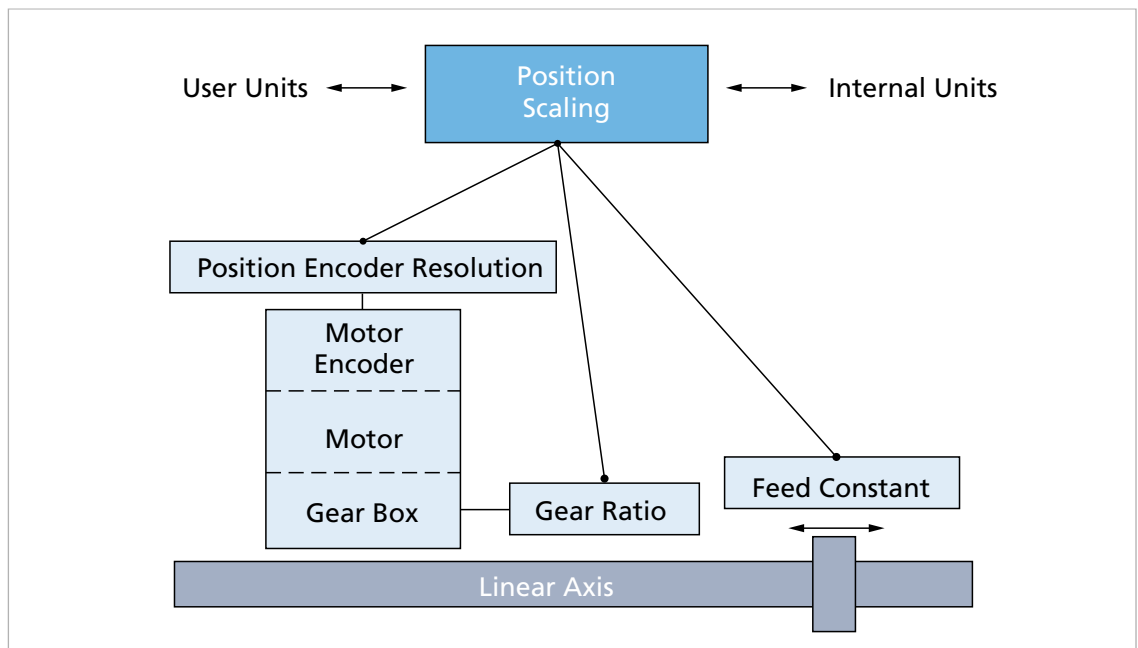 User Units
Position
Scaling
Internal Units
Position Encoder Resolution
Motor
Encoder
Motor
Gear Box
Gear Ratio
Feed Constant
Linear Axis